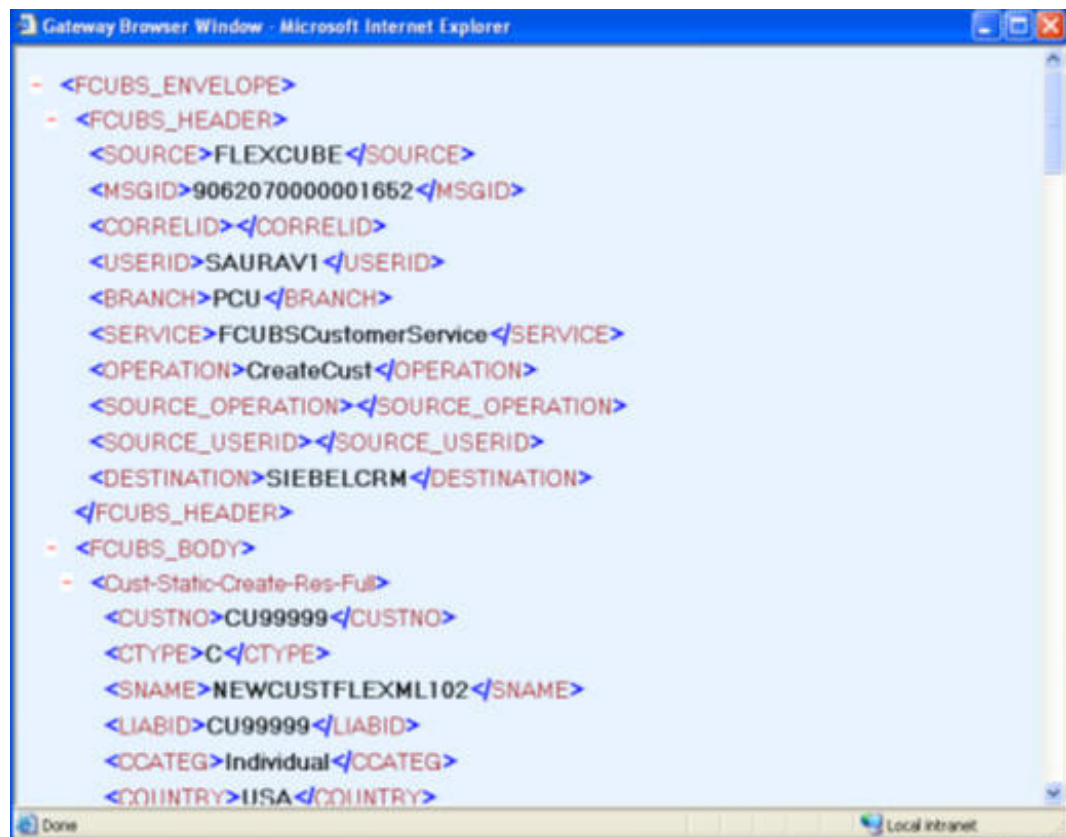 Gateway Browser Window - Microsoft Internet Explorer
- <FCUBS_ENVELOPE>
- <FCUBS_HEADER>
<SOURCE>FLEXCUBE</SOURCE>
<MSGID>9062070000001652</MSGID>
<CORRELID></CORRELID>
<USERID>SAURAV1</USERID>
<BRANCH>PCU</BRANCH>
<SERVICE>FCUBSCustomerService</SERVICE>
<OPERATION>CreateCust</OPERATION>
<SOURCE_OPERATION></SOURCE_OPERATION>
<SOURCE_USERID></SOURCE_USERID>
<DESTINATION>SIEBELCRM</DESTINATION>
</FCUBS_HEADER>
- <FCUBS_BODY>
- <Cust-Static-Create-Res-Full>
<CUSTNO>CU99999</CUSTNO>
<CTYPE>C</CTYPE>
<SNAME>NEWCUSTFLEXML102</SNAME>
<LIABID>CU99999</LIABID>
<CCATEG>Individual</CCATEG>
<COUNTRY>USA</COUNTRY>
Done Local intranet